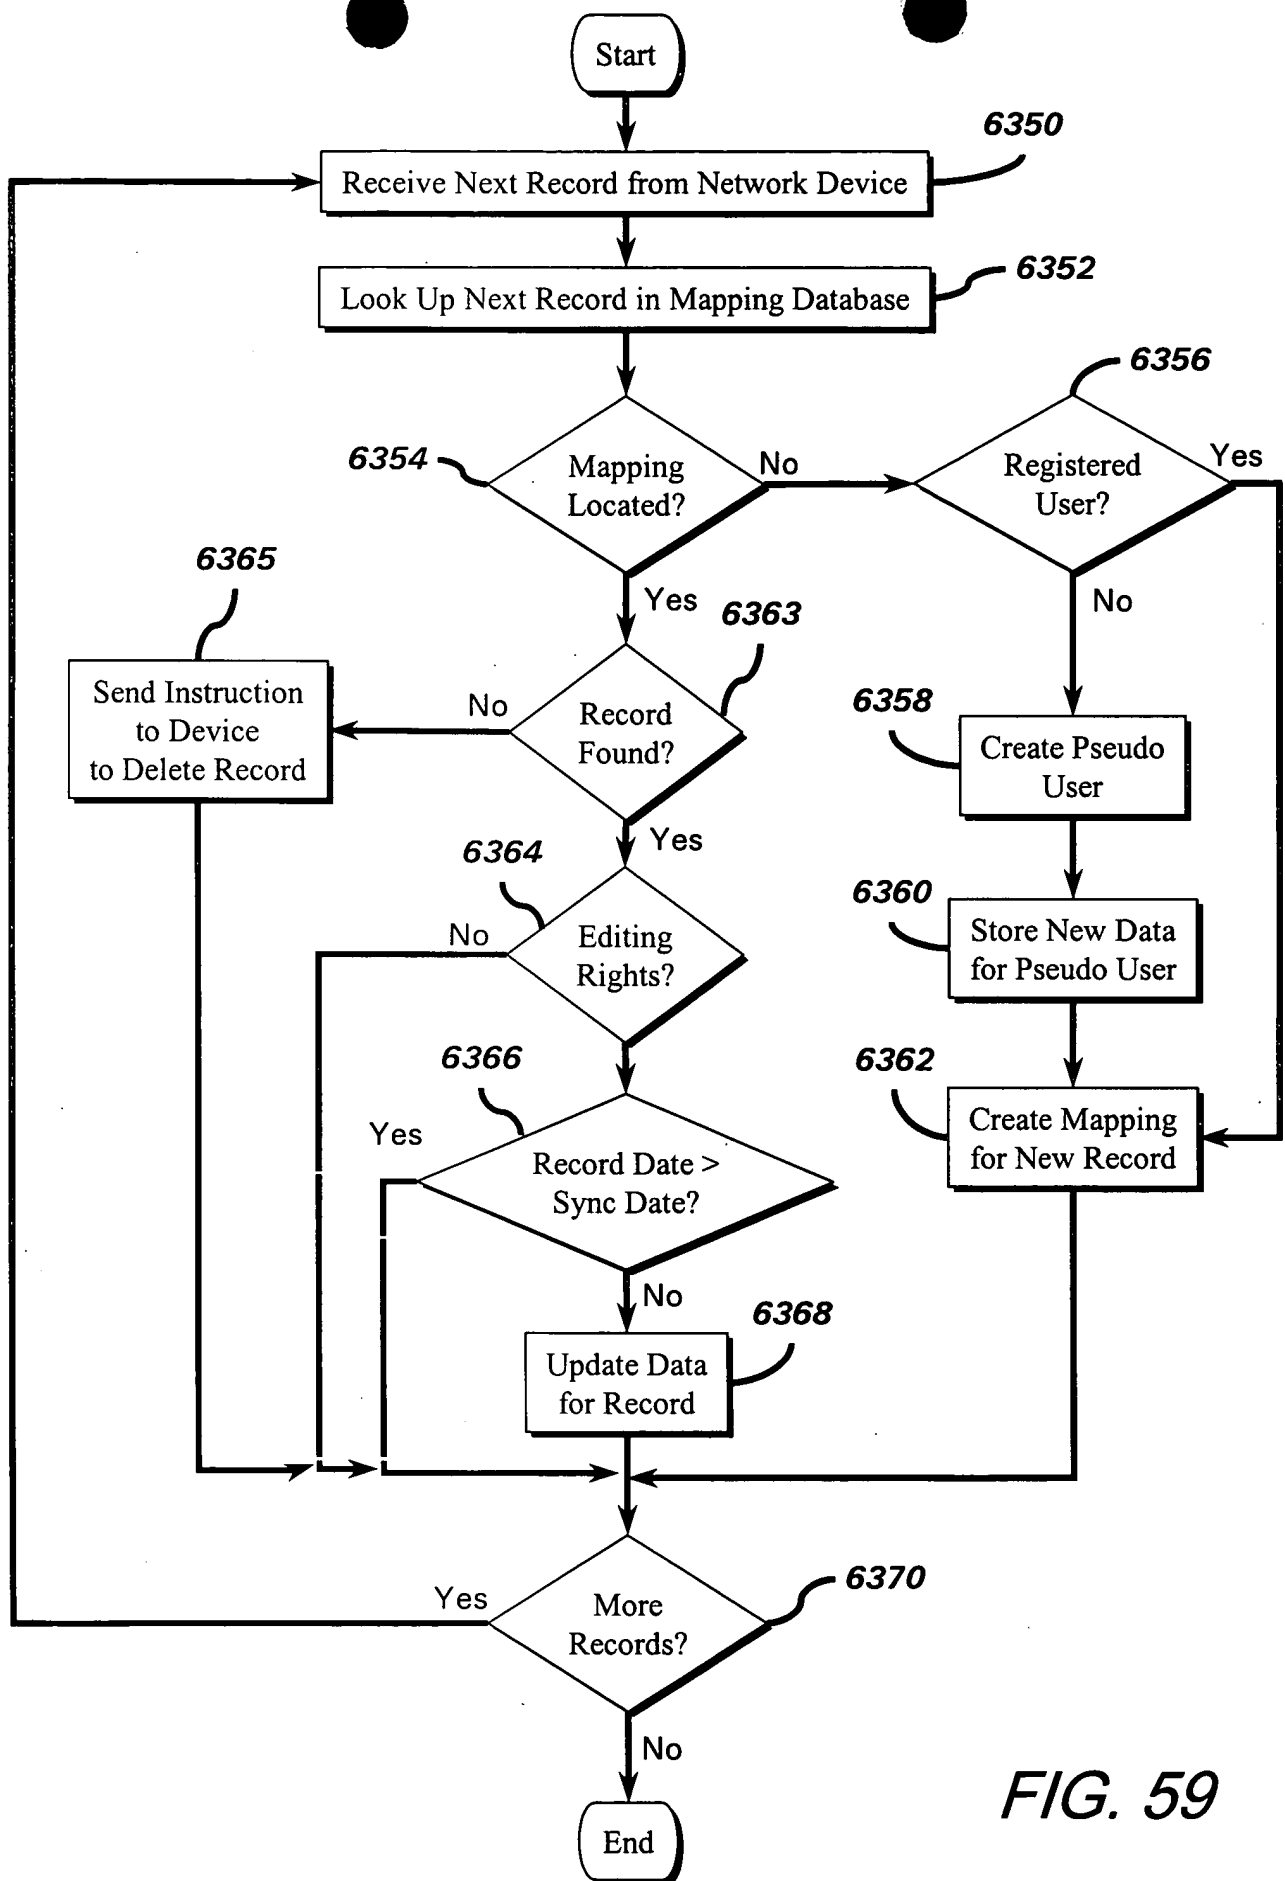 Start
6350
Receive Next Record from Network Device
6352
Look Up Next Record in Mapping Database
6356
6354
Mapping
Located?
No
Registered
User?
Yes
6365
Yes
No
6363
Send Instruction
to Device
to Delete Record
No
Record
Found?
6358
Create Pseudo
User
Yes
6364
6360
No
Editing
Rights?
Store New Data
for Pseudo User
6366
6362
Yes
Record Date >
Sync Date?
Create Mapping
for New Record
No
6368
Update Data
for Record
6370
Yes
More
Records?
No
End
FIG. 59